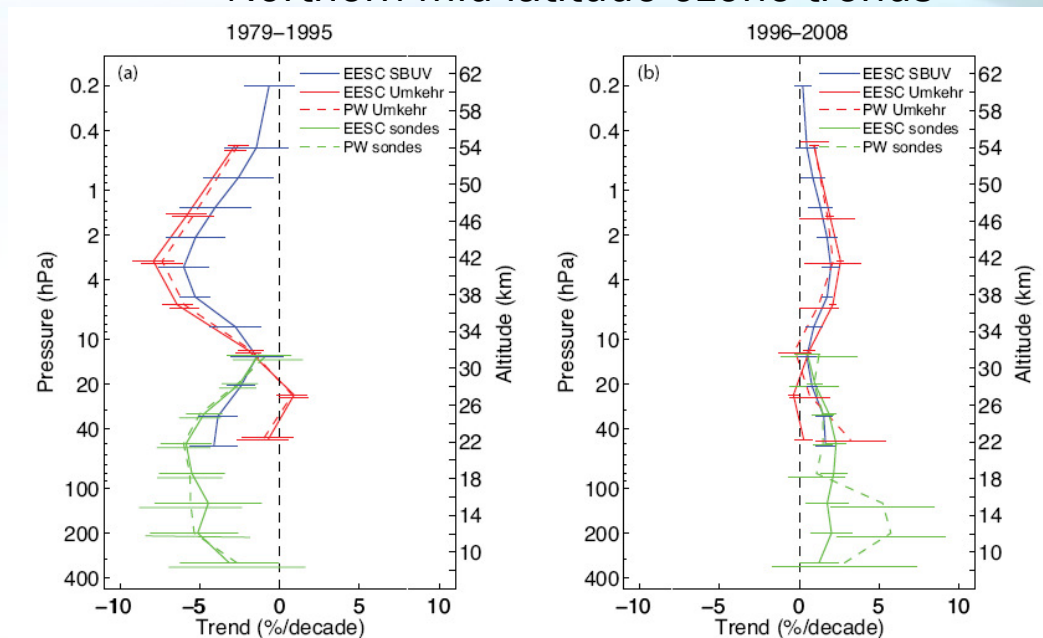 Northern mid latitude ozone trends
1979–1995
(a)
EESC SBUV
EESC Umkehr
PW Umkehr
EESC sondes
PW sondes
0.2
0.4
1
2
4
10
20
40
100
200
400
Pressure (hPa)
62
58
54
50
46
42
38
34
30
26
22
18
14
10
Altitude (km)
−10 −5 0 5 10
Trend (%/decade)
1996–2008
(b)
EESC SBUV
EESC Umkehr
PW Umkehr
EESC sondes
PW sondes
0.2
0.4
1
2
4
10
20
40
100
200
400
Pressure (hPa)
62
58
54
50
46
42
38
34
30
26
22
18
14
10
Altitude (km)
−10 −5 0 5 10
Trend (%/decade)